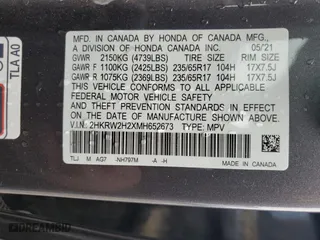 MFD. IN CANADA BY HONDA OF CANADA MFG.,
A DIVISION OF HONDA CANADA INC. 05/21
GVWR 2150KG (4739LBS) TIRE SIZE RIM SIZE
GAWR F 1100KG (2425LBS) 235/65R17 104H 17X7.5J
GAWR R 1075KG (2369LBS) 235/65R17 104H 17X7.5J
THIS VEHICLE CONFORMS TO ALL APPLICABLE
FEDERAL MOTOR VEHICLE SAFETY STANDARDS IN
EFFECT ON THE DATE OF MANUFACTURE SHOWN
ABOVE.
V.I.N: 2HKRW2H2XMH652673 TYPE: MPV
TLJ M AG7 -NH797M -A -H MADE IN CANADA
TLA A0
DREAMBID